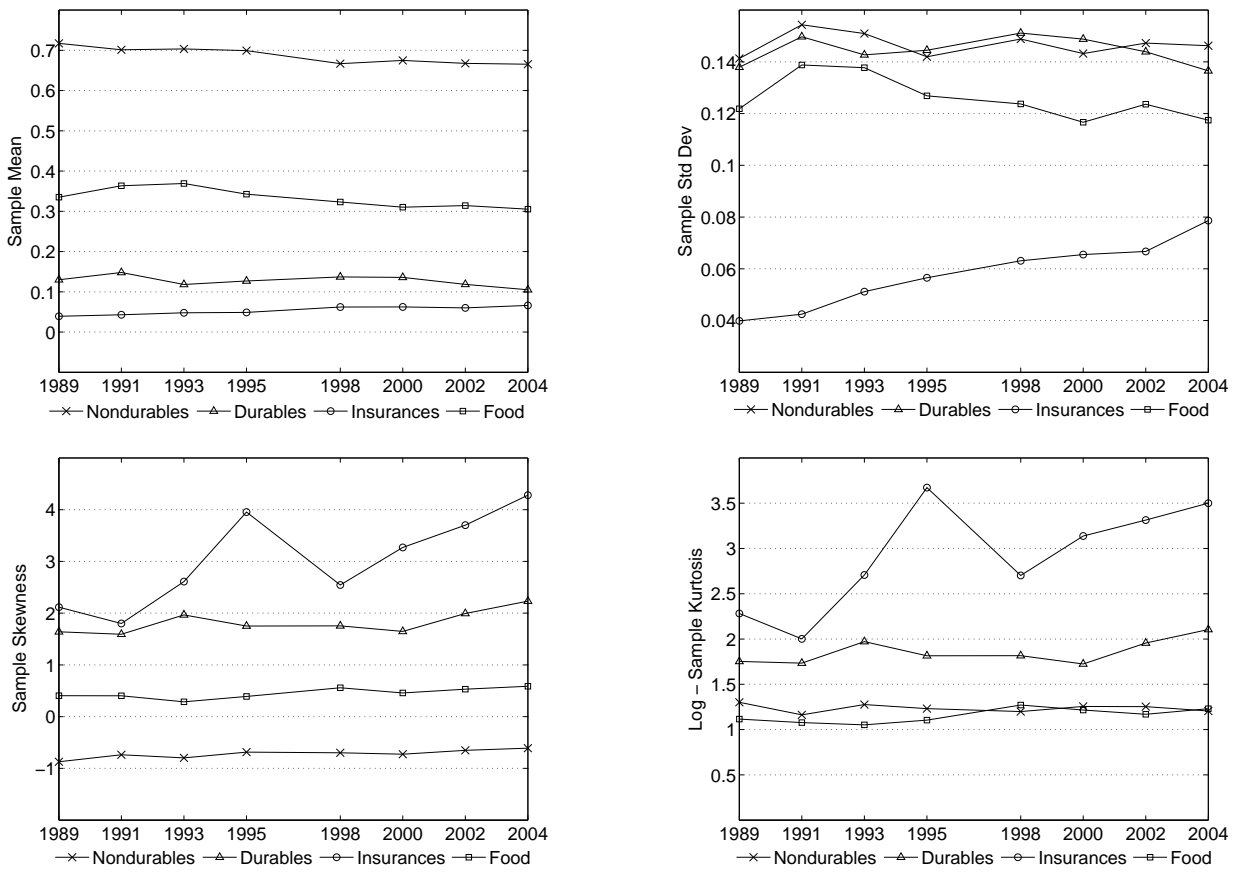 Sample Mean
0.7
0.6
0.5
0.4
0.3
0.2
0.1
0
1989 1991 1993 1995 1998 2000 2002 2004
Nondurables Durables Insurances Food
Sample Std Dev
0.14
0.12
0.1
0.08
0.06
0.04
1989 1991 1993 1995 1998 2000 2002 2004
Nondurables Durables Insurances Food
Sample Skewness
4
3
2
1
0
−1
1989 1991 1993 1995 1998 2000 2002 2004
Nondurables Durables Insurances Food
Log − Sample Kurtosis
3.5
3
2.5
2
1.5
1
0.5
1989 1991 1993 1995 1998 2000 2002 2004
Nondurables Durables Insurances Food